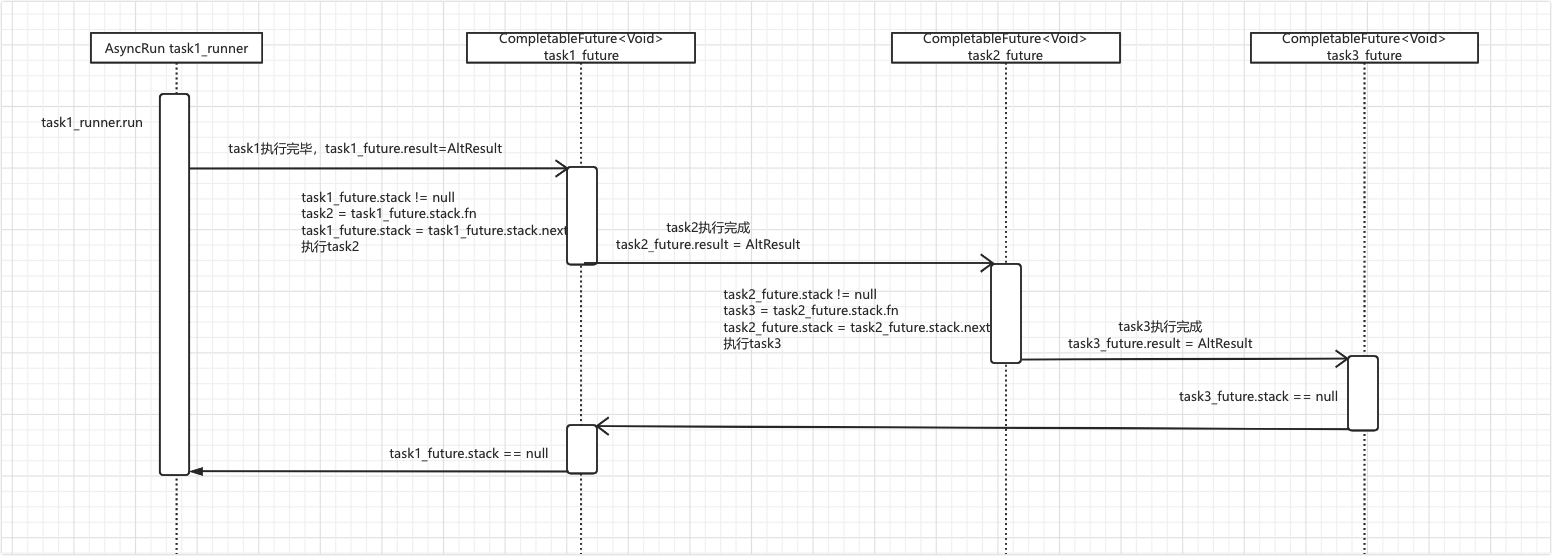 AsyncRun task1_runner
CompletableFuture<Void>
task1_future
CompletableFuture<Void>
task2_future
CompletableFuture<Void>
task3_future
task1_runner.run
task1执行完毕，task1_future.result=AltResult
task1_future.stack != null
task2 = task1_future.stack.fn
task1_future.stack = task1_future.stack.next
执行task2
task2执行完成
task2_future.result = AltResult
task2_future.stack != null
task3 = task2_future.stack.fn
task2_future.stack = task2_future.stack.next
执行task3
task3执行完成
task3_future.result = AltResult
task3_future.stack == null
task1_future.stack == null